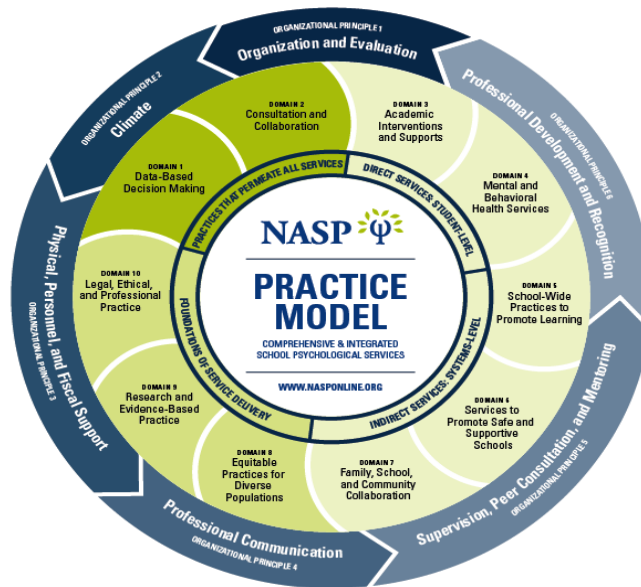 ORGANIZATIONAL PRINCIPLE 1
Organization and Evaluation
ORGANIZATIONAL PRINCIPLE 2
Climate
Physical, Personnel, and Fiscal Support
ORGANIZATIONAL PRINCIPLE 3
Professional Communication
ORGANIZATIONAL PRINCIPLE 4
Supervision, Peer Consultation, and Mentoring
ORGANIZATIONAL PRINCIPLE 5
ORGANIZATIONAL PRINCIPLE 6
Professional Development and Recognition
DOMAIN 1
Data-Based
Decision Making
DOMAIN 2
Consultation and
Collaboration
DOMAIN 3
Academic
Interventions
and Supports
DOMAIN 4
Mental and
Behavioral
Health Services
DOMAIN 5
School-Wide
Practices to
Promote Learning
DOMAIN 6
Services to
Promote Safe and
Supportive
Schools
DOMAIN 7
Family, School,
and Community
Collaboration
DOMAIN 8
Equitable
Practices for
Diverse
Populations
DOMAIN 9
Research and
Evidence-Based
Practice
DOMAIN 10
Legal, Ethical,
and Professional
Practice
PRACTICES THAT PERMEATE ALL SERVICES
DIRECT SERVICES: STUDENT-LEVEL
INDIRECT SERVICES: SYSTEMS-LEVEL
FOUNDATIONS OF SERVICE DELIVERY
NASP
PRACTICE
MODEL
COMPREHENSIVE & INTEGRATED
SCHOOL PSYCHOLOGICAL SERVICES
WWW.NASPONLINE.ORG